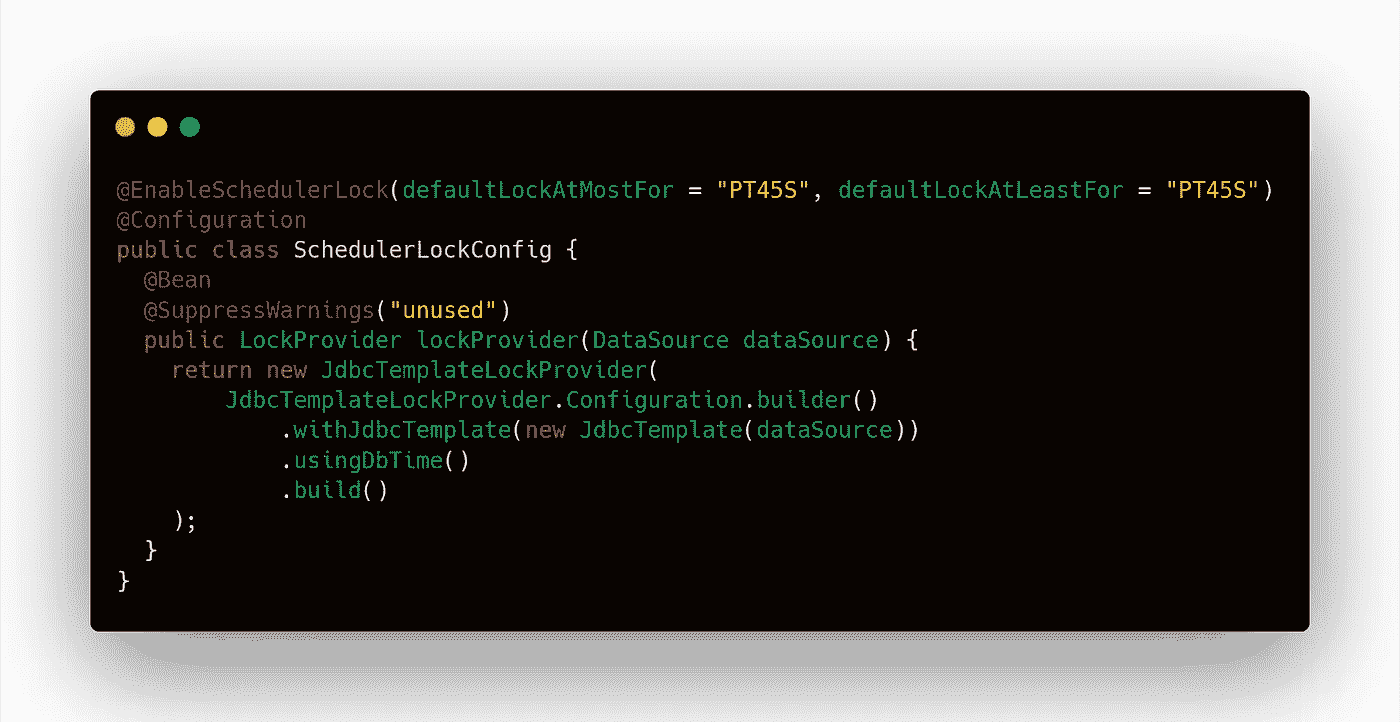 @EnableSchedulerLock(defaultLockAtMostFor = "PT45S", defaultLockAtLeastFor = "PT45S")
@Configuration
public class SchedulerLockConfig {
  @Bean
  @SuppressWarnings("unused")
  public LockProvider lockProvider(DataSource dataSource) {
    return new JdbcTemplateLockProvider(
        JdbcTemplateLockProvider.Configuration.builder()
            .withJdbcTemplate(new JdbcTemplate(dataSource))
            .usingDbTime()
            .build()
    );
  }
}